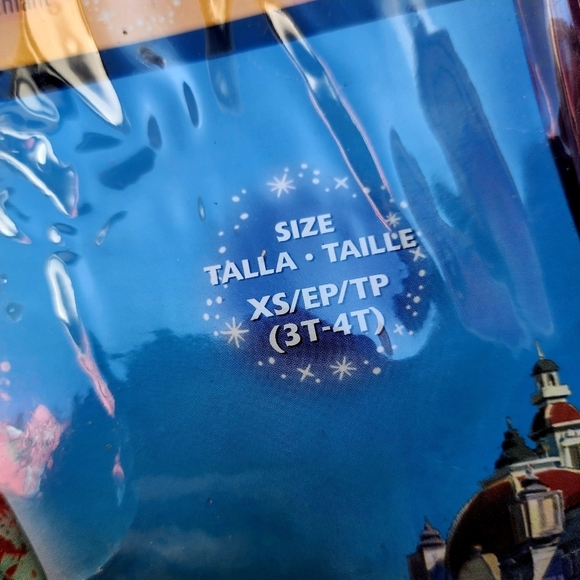 SIZE
TALLA • TAILLE
XS/EP/TP
(3T-4T)